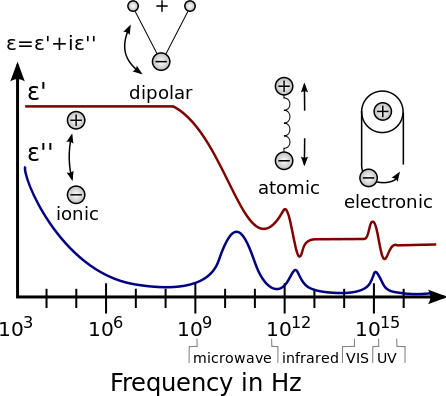 +
ε=ε'+iε''
−
dipolar
ε'
+
+
+
ε''
−
−
atomic
−
electronic
ionic
10³ 10⁶ 10⁹ 10¹² 10¹⁵
microwave infrared VIS UV
Frequency in Hz